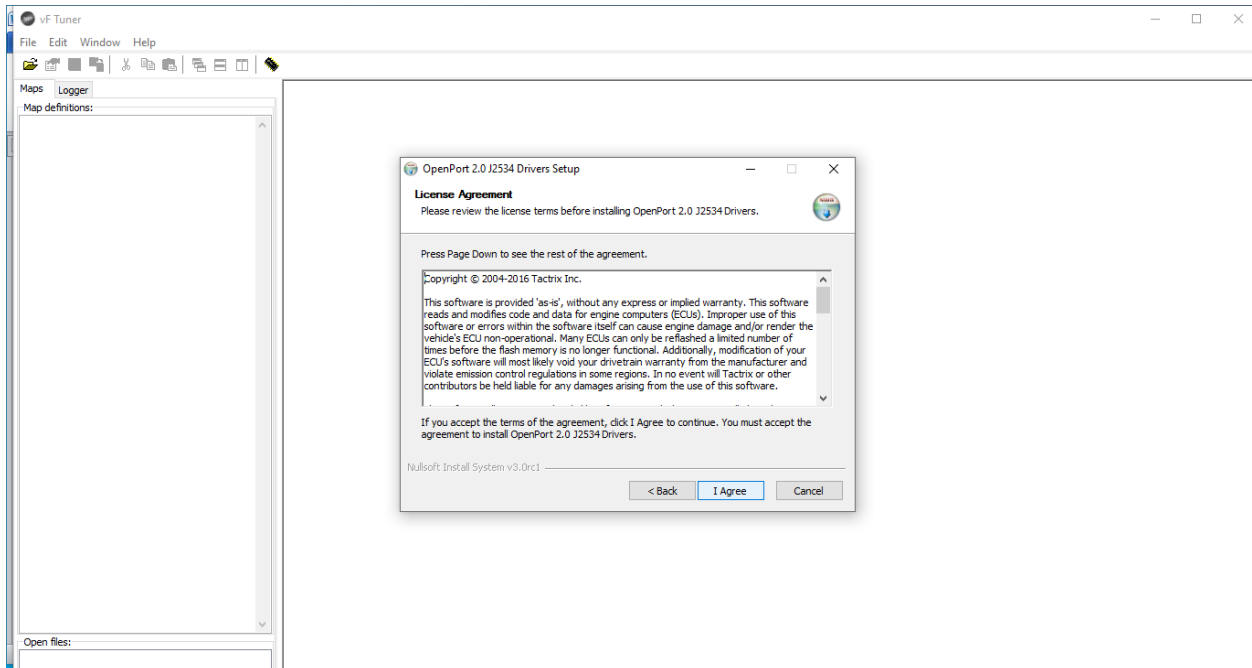 vF Tuner
File Edit Window Help
Maps Logger
Map definitions:
OpenPort 2.0 J2534 Drivers Setup
License Agreement
Please review the license terms before installing OpenPort 2.0 J2534 Drivers.
Press Page Down to see the rest of the agreement.
Copyright © 2004-2016 Tactrix Inc.
This software is provided 'as-is', without any express or implied warranty. This software
reads and modifies code and data for engine computers (ECUs). Improper use of this
software or errors within the software itself can cause engine damage and/or render the
vehicle's ECU non-operational. Many ECUs can only be reflashed a limited number of
times before the flash memory is no longer functional. Additionally, modification of your
ECU's software will most likely void your drivetrain warranty from the manufacturer and
violate emission control regulations in some regions. In no event will Tactrix or other
contributors be held liable for any damages arising from the use of this software.
If you accept the terms of the agreement, click I Agree to continue. You must accept the
agreement to install OpenPort 2.0 J2534 Drivers.
Nullsoft Install System v3.0rc1
< Back I Agree Cancel
Open files: